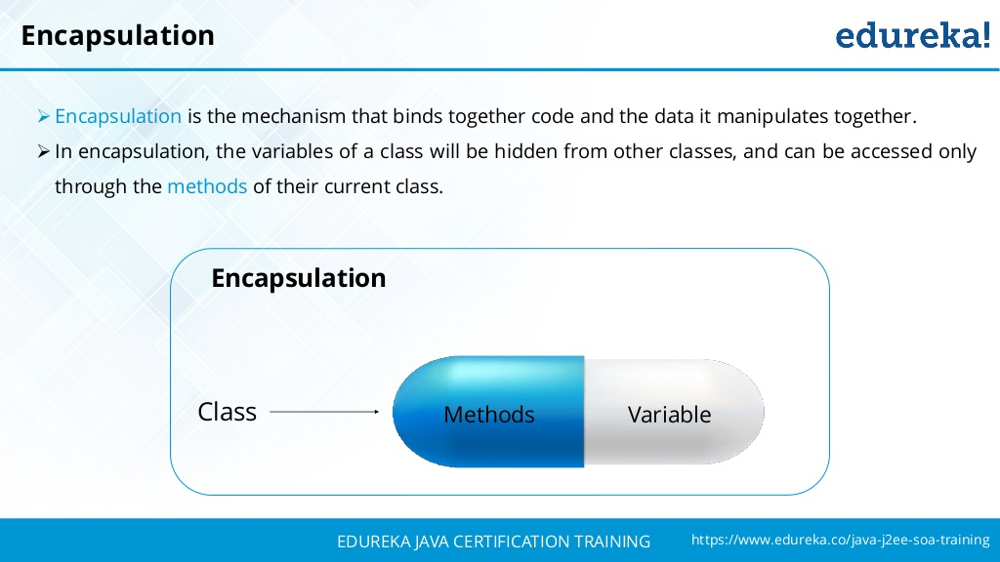 Encapsulation
edureka!
➢ Encapsulation is the mechanism that binds together code and the data it manipulates together.
➢ In encapsulation, the variables of a class will be hidden from other classes, and can be accessed only
through the methods of their current class.
Encapsulation
Class
Methods
Variable
EDUREKA JAVA CERTIFICATION TRAINING
https://www.edureka.co/java-j2ee-soa-training